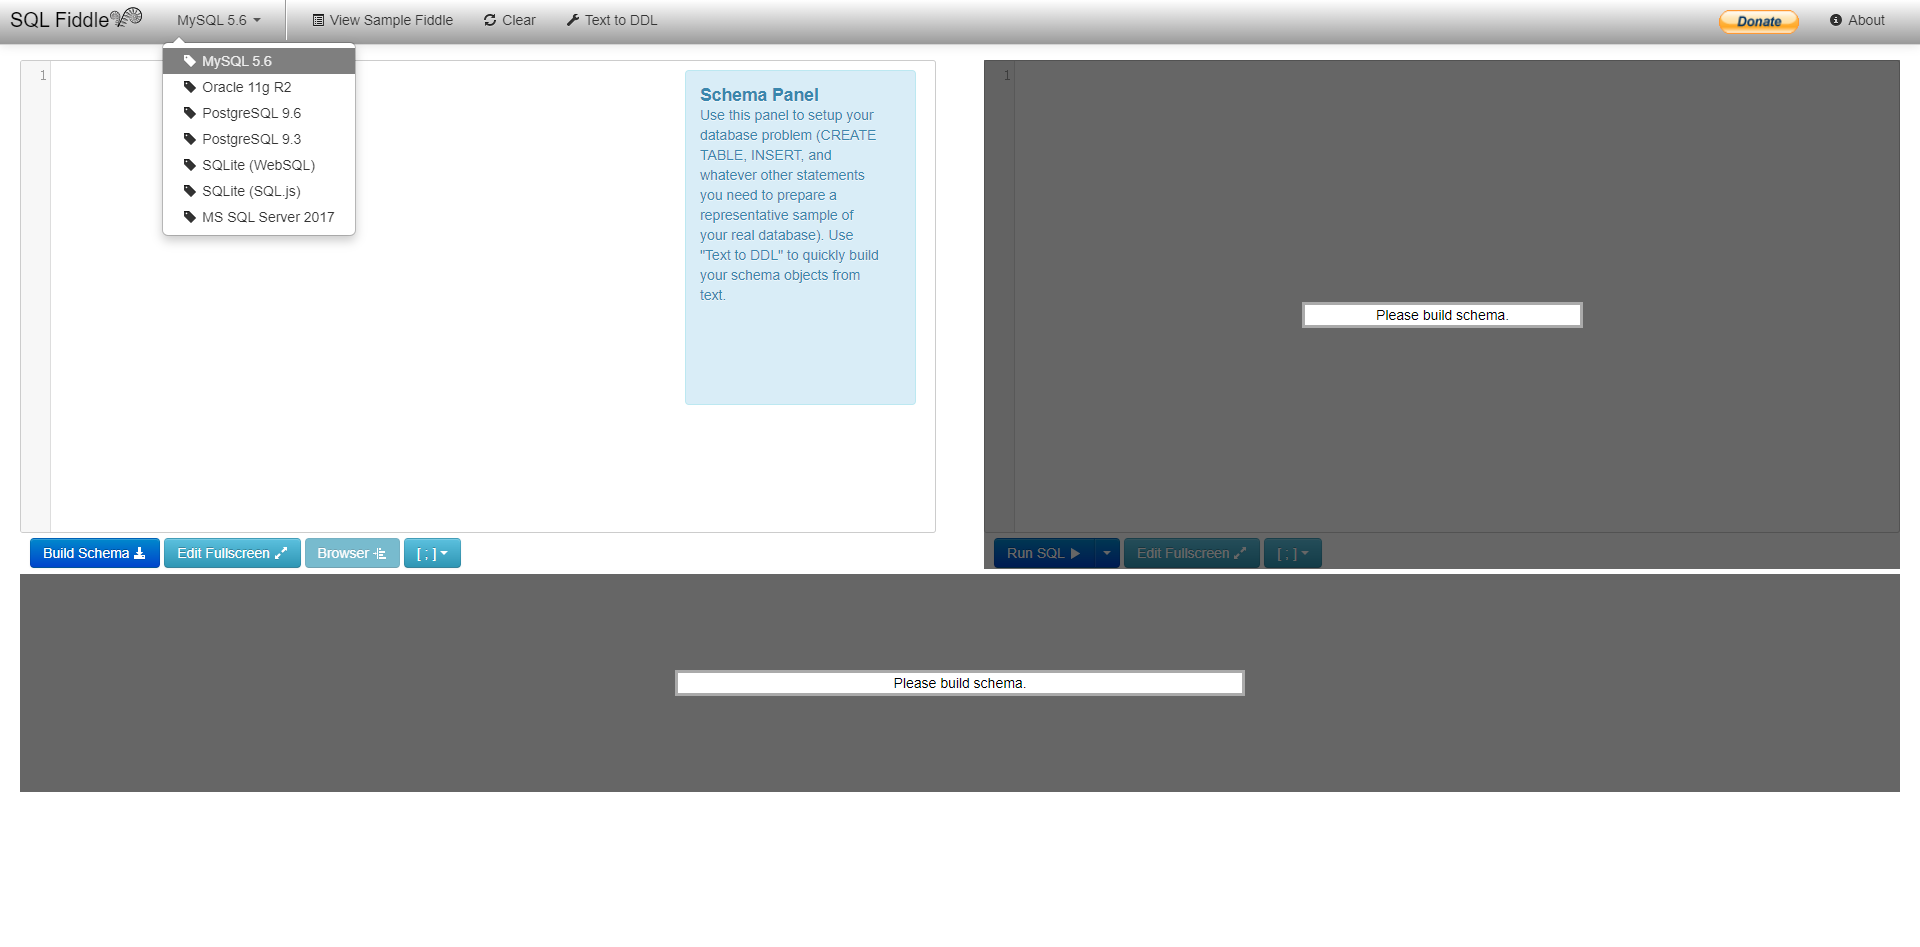 SQL Fiddle
MySQL 5.6
View Sample Fiddle
Clear
Text to DDL
Donate
About
MySQL 5.6
Oracle 11g R2
PostgreSQL 9.6
PostgreSQL 9.3
SQLite (WebSQL)
SQLite (SQL.js)
MS SQL Server 2017
1
Schema Panel
Use this panel to setup your
database problem (CREATE
TABLE, INSERT, and
whatever other statements
you need to prepare a
representative sample of
your real database). Use
"Text to DDL" to quickly build
your schema objects from
text.
1
Please build schema.
Build Schema
Edit Fullscreen
Browser
[ ; ]
Run SQL
Edit Fullscreen
[ ; ]
Please build schema.